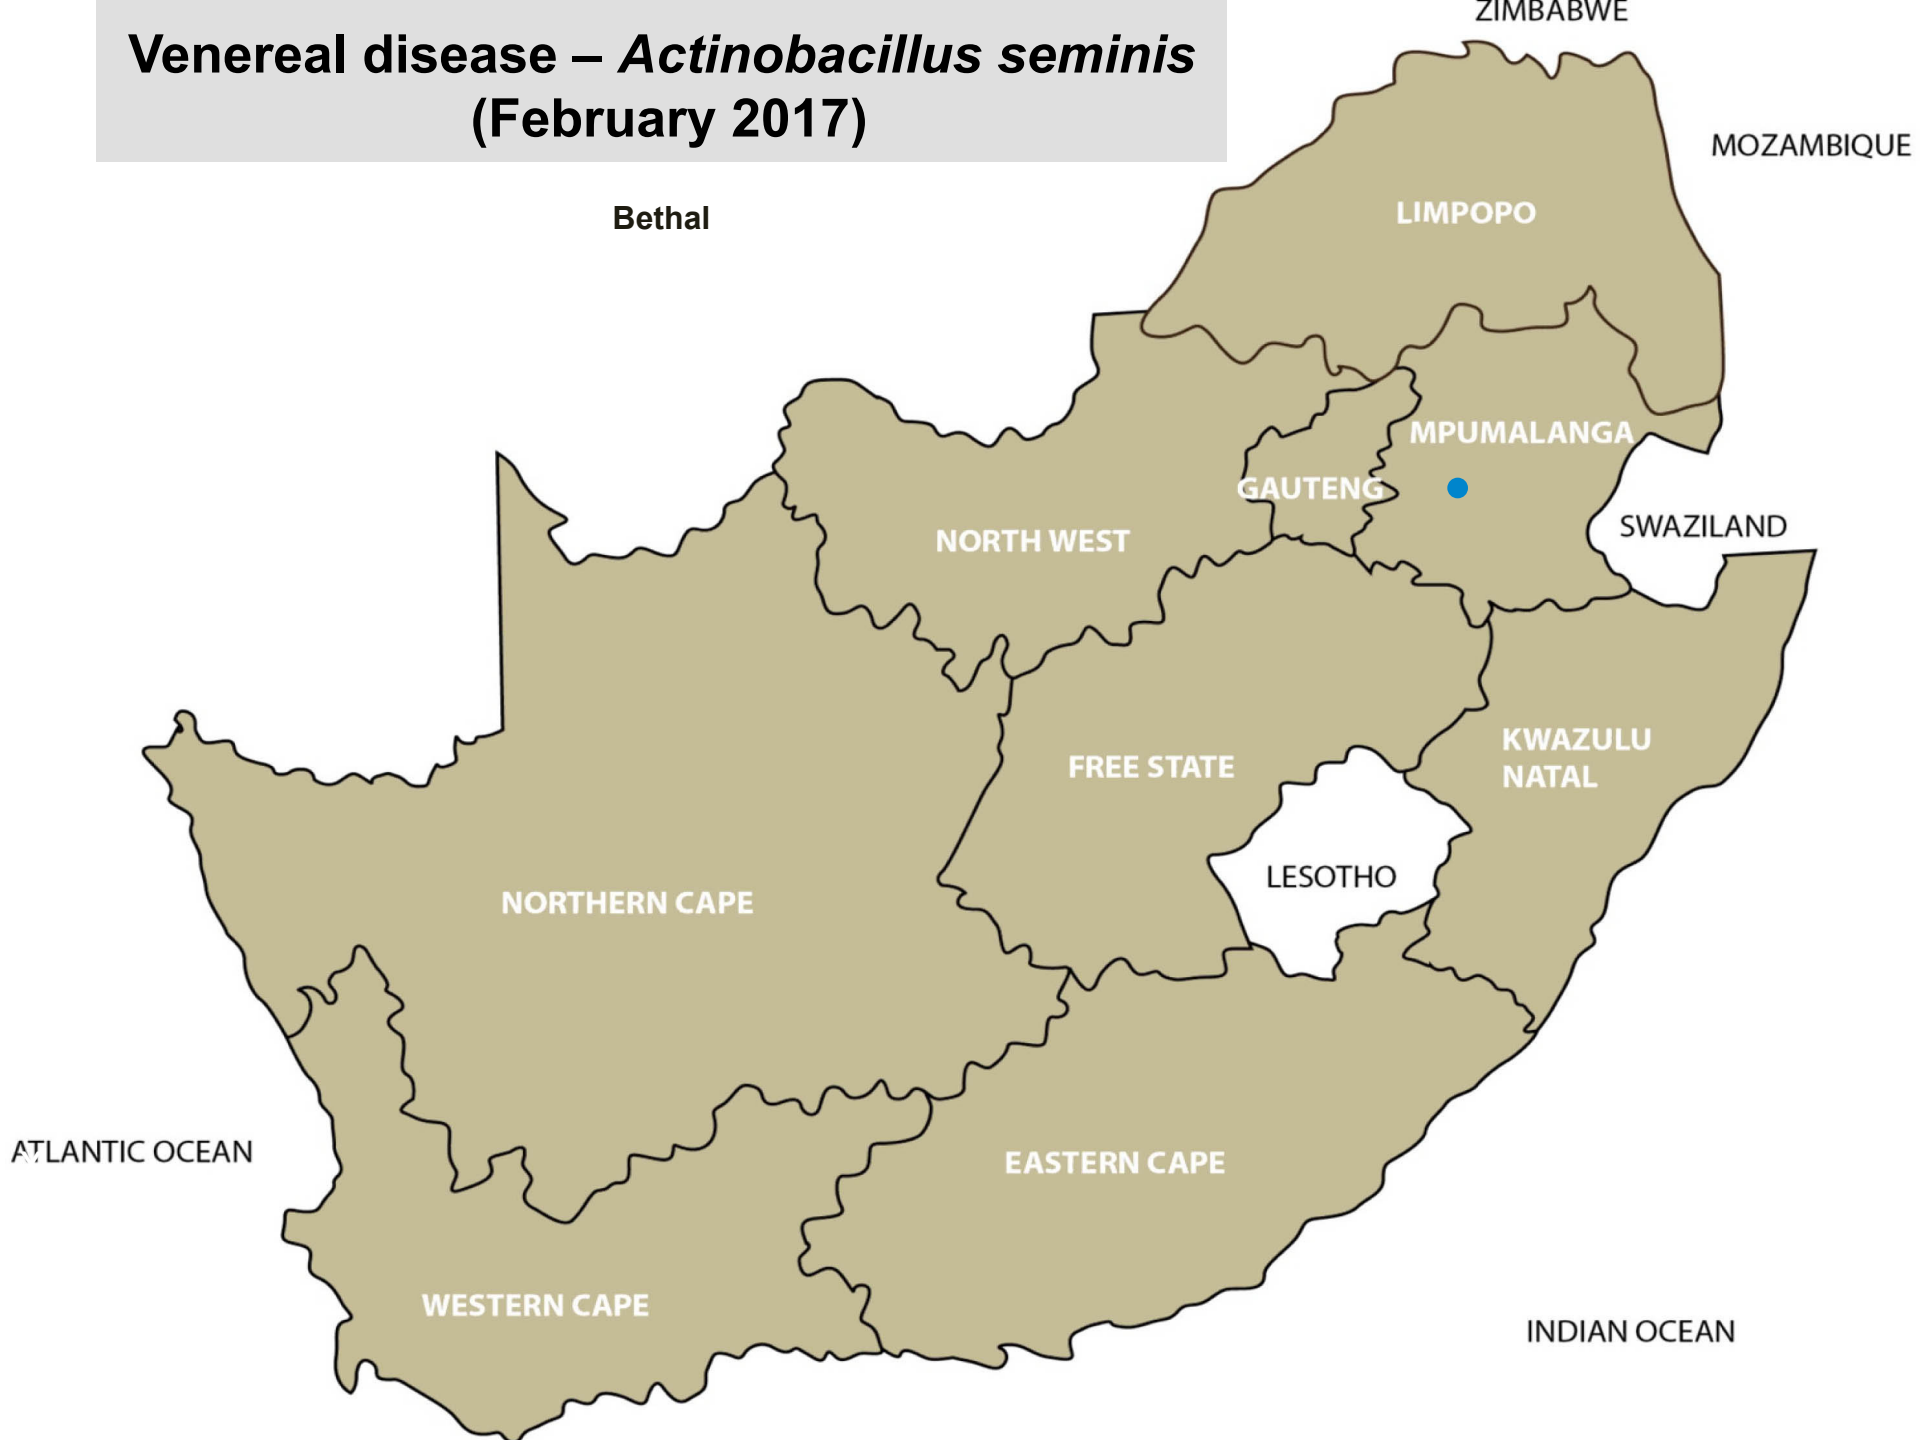 Venereal disease – Actinobacillus seminis
(February 2017)
Bethal
ZIMBABWE
MOZAMBIQUE
LIMPOPO
MPUMALANGA
GAUTENG
SWAZILAND
NORTH WEST
KWAZULU
NATAL
FREE STATE
LESOTHO
NORTHERN CAPE
ATLANTIC OCEAN
EASTERN CAPE
WESTERN CAPE
INDIAN OCEAN